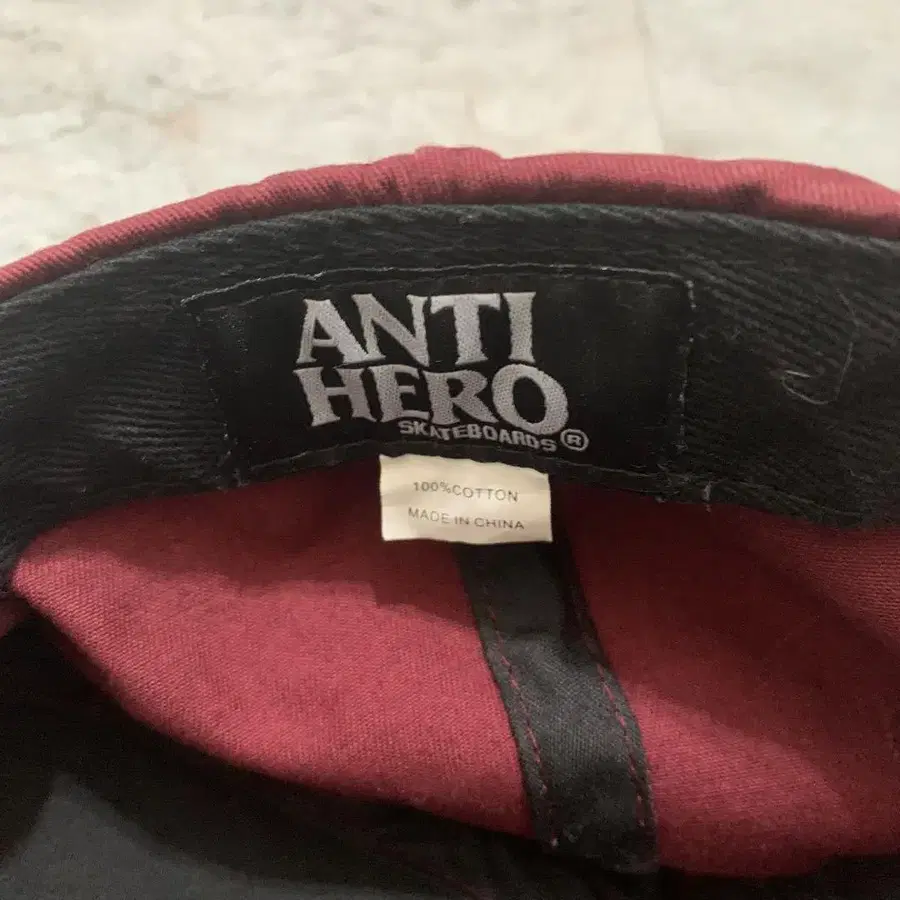 ANTI
HERO
SKATEBOARDS®
100%COTTON
MADE IN CHINA